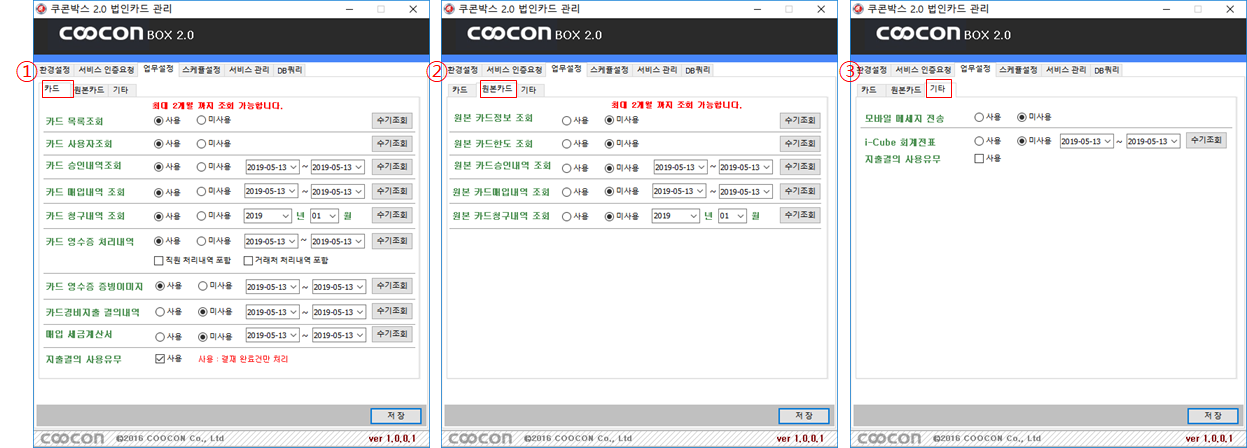 쿠콘박스 2.0 법인카드 관리
COOCON BOX 2.0
① 환경설정 서비스 인증요청 업무설정 스케쥴설정 서비스 관리 DB쿼리
카드 원본카드 기타
최대 2개월 까지 조회 가능합니다.
카드 목록조회 사용 미사용 수기조회
카드 사용자조회 사용 미사용 수기조회
카드 승인내역조회 사용 미사용 2019-05-13 ~ 2019-05-13 수기조회
카드 매입내역 조회 사용 미사용 2019-05-13 ~ 2019-05-13 수기조회
카드 청구내역 조회 사용 미사용 2019 년 01 월 수기조회
카드 영수증 처리내역 사용 미사용 2019-05-13 ~ 2019-05-13 수기조회
직원 처리내역 포함 거래처 처리내역 포함
카드 영수증 증빙이미지 사용 미사용 2019-05-13 ~ 2019-05-13 수기조회
카드경비지출 결의내역 사용 미사용 2019-05-13 ~ 2019-05-13 수기조회
매입 세금계산서 사용 미사용 2019-05-13 ~ 2019-05-13 수기조회
지출결의 사용유무 사용 사용 : 결재 완료건만 처리
저장
COOCON ©2016 COOCON Co., Ltd ver 1.0.0.1
쿠콘박스 2.0 법인카드 관리
COOCON BOX 2.0
② 환경설정 서비스 인증요청 업무설정 스케쥴설정 서비스 관리 DB쿼리
카드 원본카드 기타
최대 2개월 까지 조회 가능합니다.
원본 카드정보 조회 사용 미사용 수기조회
원본 카드한도 조회 사용 미사용 수기조회
원본 카드승인내역 조회 사용 미사용 2019-05-13 ~ 2019-05-13 수기조회
원본 카드매입내역 조회 사용 미사용 2019-05-13 ~ 2019-05-13 수기조회
원본 카드청구내역 조회 사용 미사용 2019 년 01 월 수기조회
저장
COOCON ©2016 COOCON Co., Ltd ver 1.0.0.1
쿠콘박스 2.0 법인카드 관리
COOCON BOX 2.0
③ 환경설정 서비스 인증요청 업무설정 스케쥴설정 서비스 관리 DB쿼리
카드 원본카드 기타
모바일 메세지 전송 사용 미사용
i-Cube 회계전표 사용 미사용 2019-05-13 ~ 2019-05-13 수기조회
지출결의 사용유무 사용
저장
COOCON ©2016 COOCON Co., Ltd ver 1.0.0.1